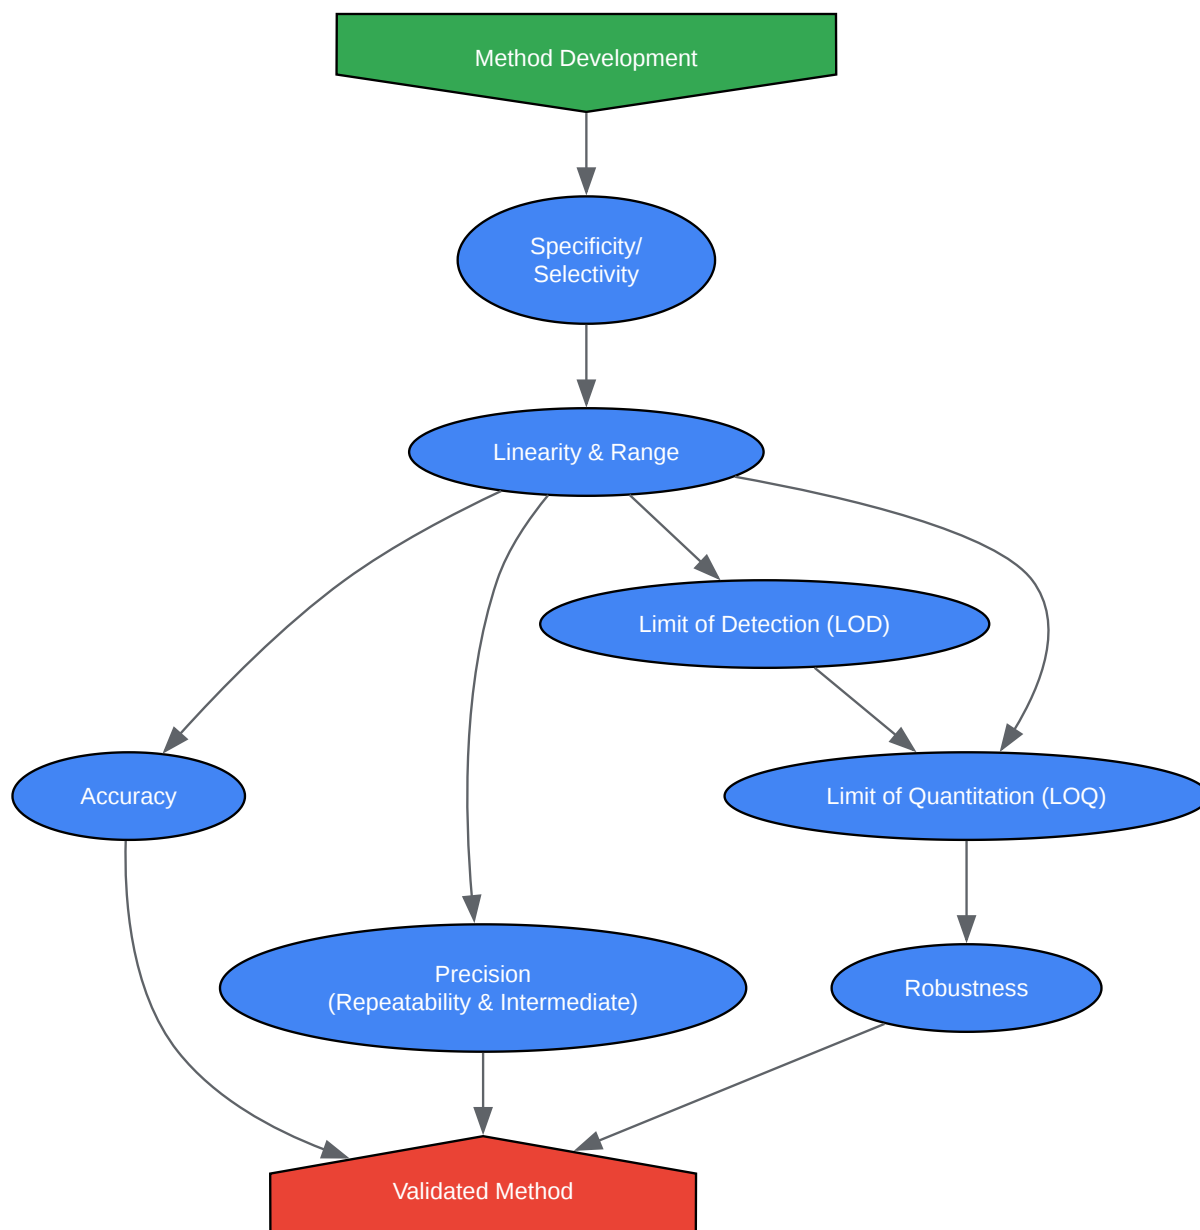 Method Development
Specificity/
Selectivity
Linearity & Range
Limit of Detection (LOD)
Accuracy
Limit of Quantitation (LOQ)
Precision
(Repeatability & Intermediate)
Robustness
Validated Method